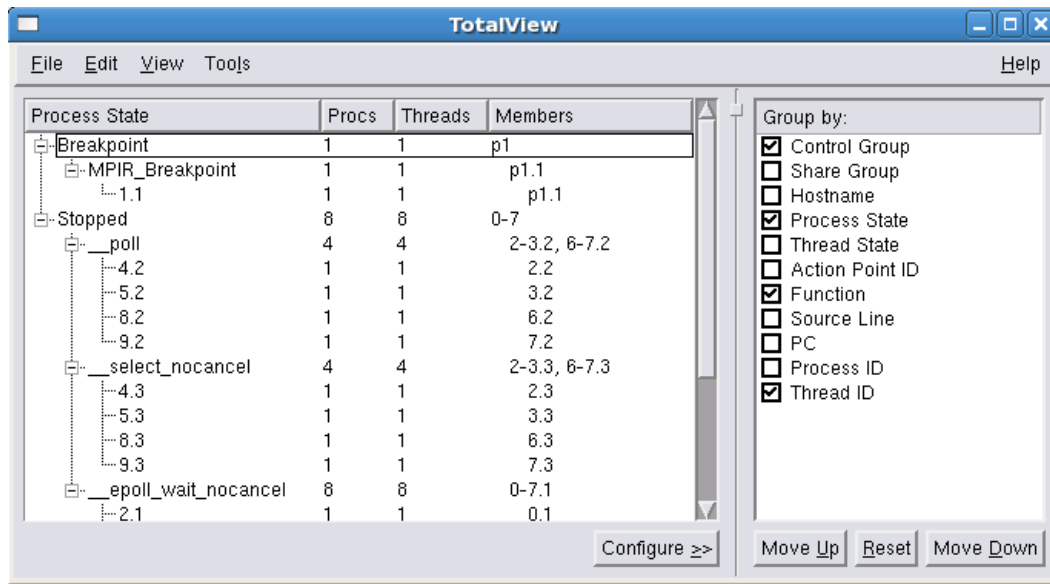 TotalView
File Edit View Tools Help
Process State Procs Threads Members
Breakpoint 1 1 p1
MPIR_Breakpoint 1 1 p1.1
1.1 1 1 p1.1
Stopped 8 8 0-7
__poll 4 4 2-3.2, 6-7.2
4.2 1 1 2.2
5.2 1 1 3.2
8.2 1 1 6.2
9.2 1 1 7.2
__select_nocancel 4 4 2-3.3, 6-7.3
4.3 1 1 2.3
5.3 1 1 3.3
8.3 1 1 6.3
9.3 1 1 7.3
__epoll_wait_nocancel 8 8 0-7.1
2.1 1 1 0.1
Configure >>
Group by:
Control Group
Share Group
Hostname
Process State
Thread State
Action Point ID
Function
Source Line
PC
Process ID
Thread ID
Move Up Reset Move Down